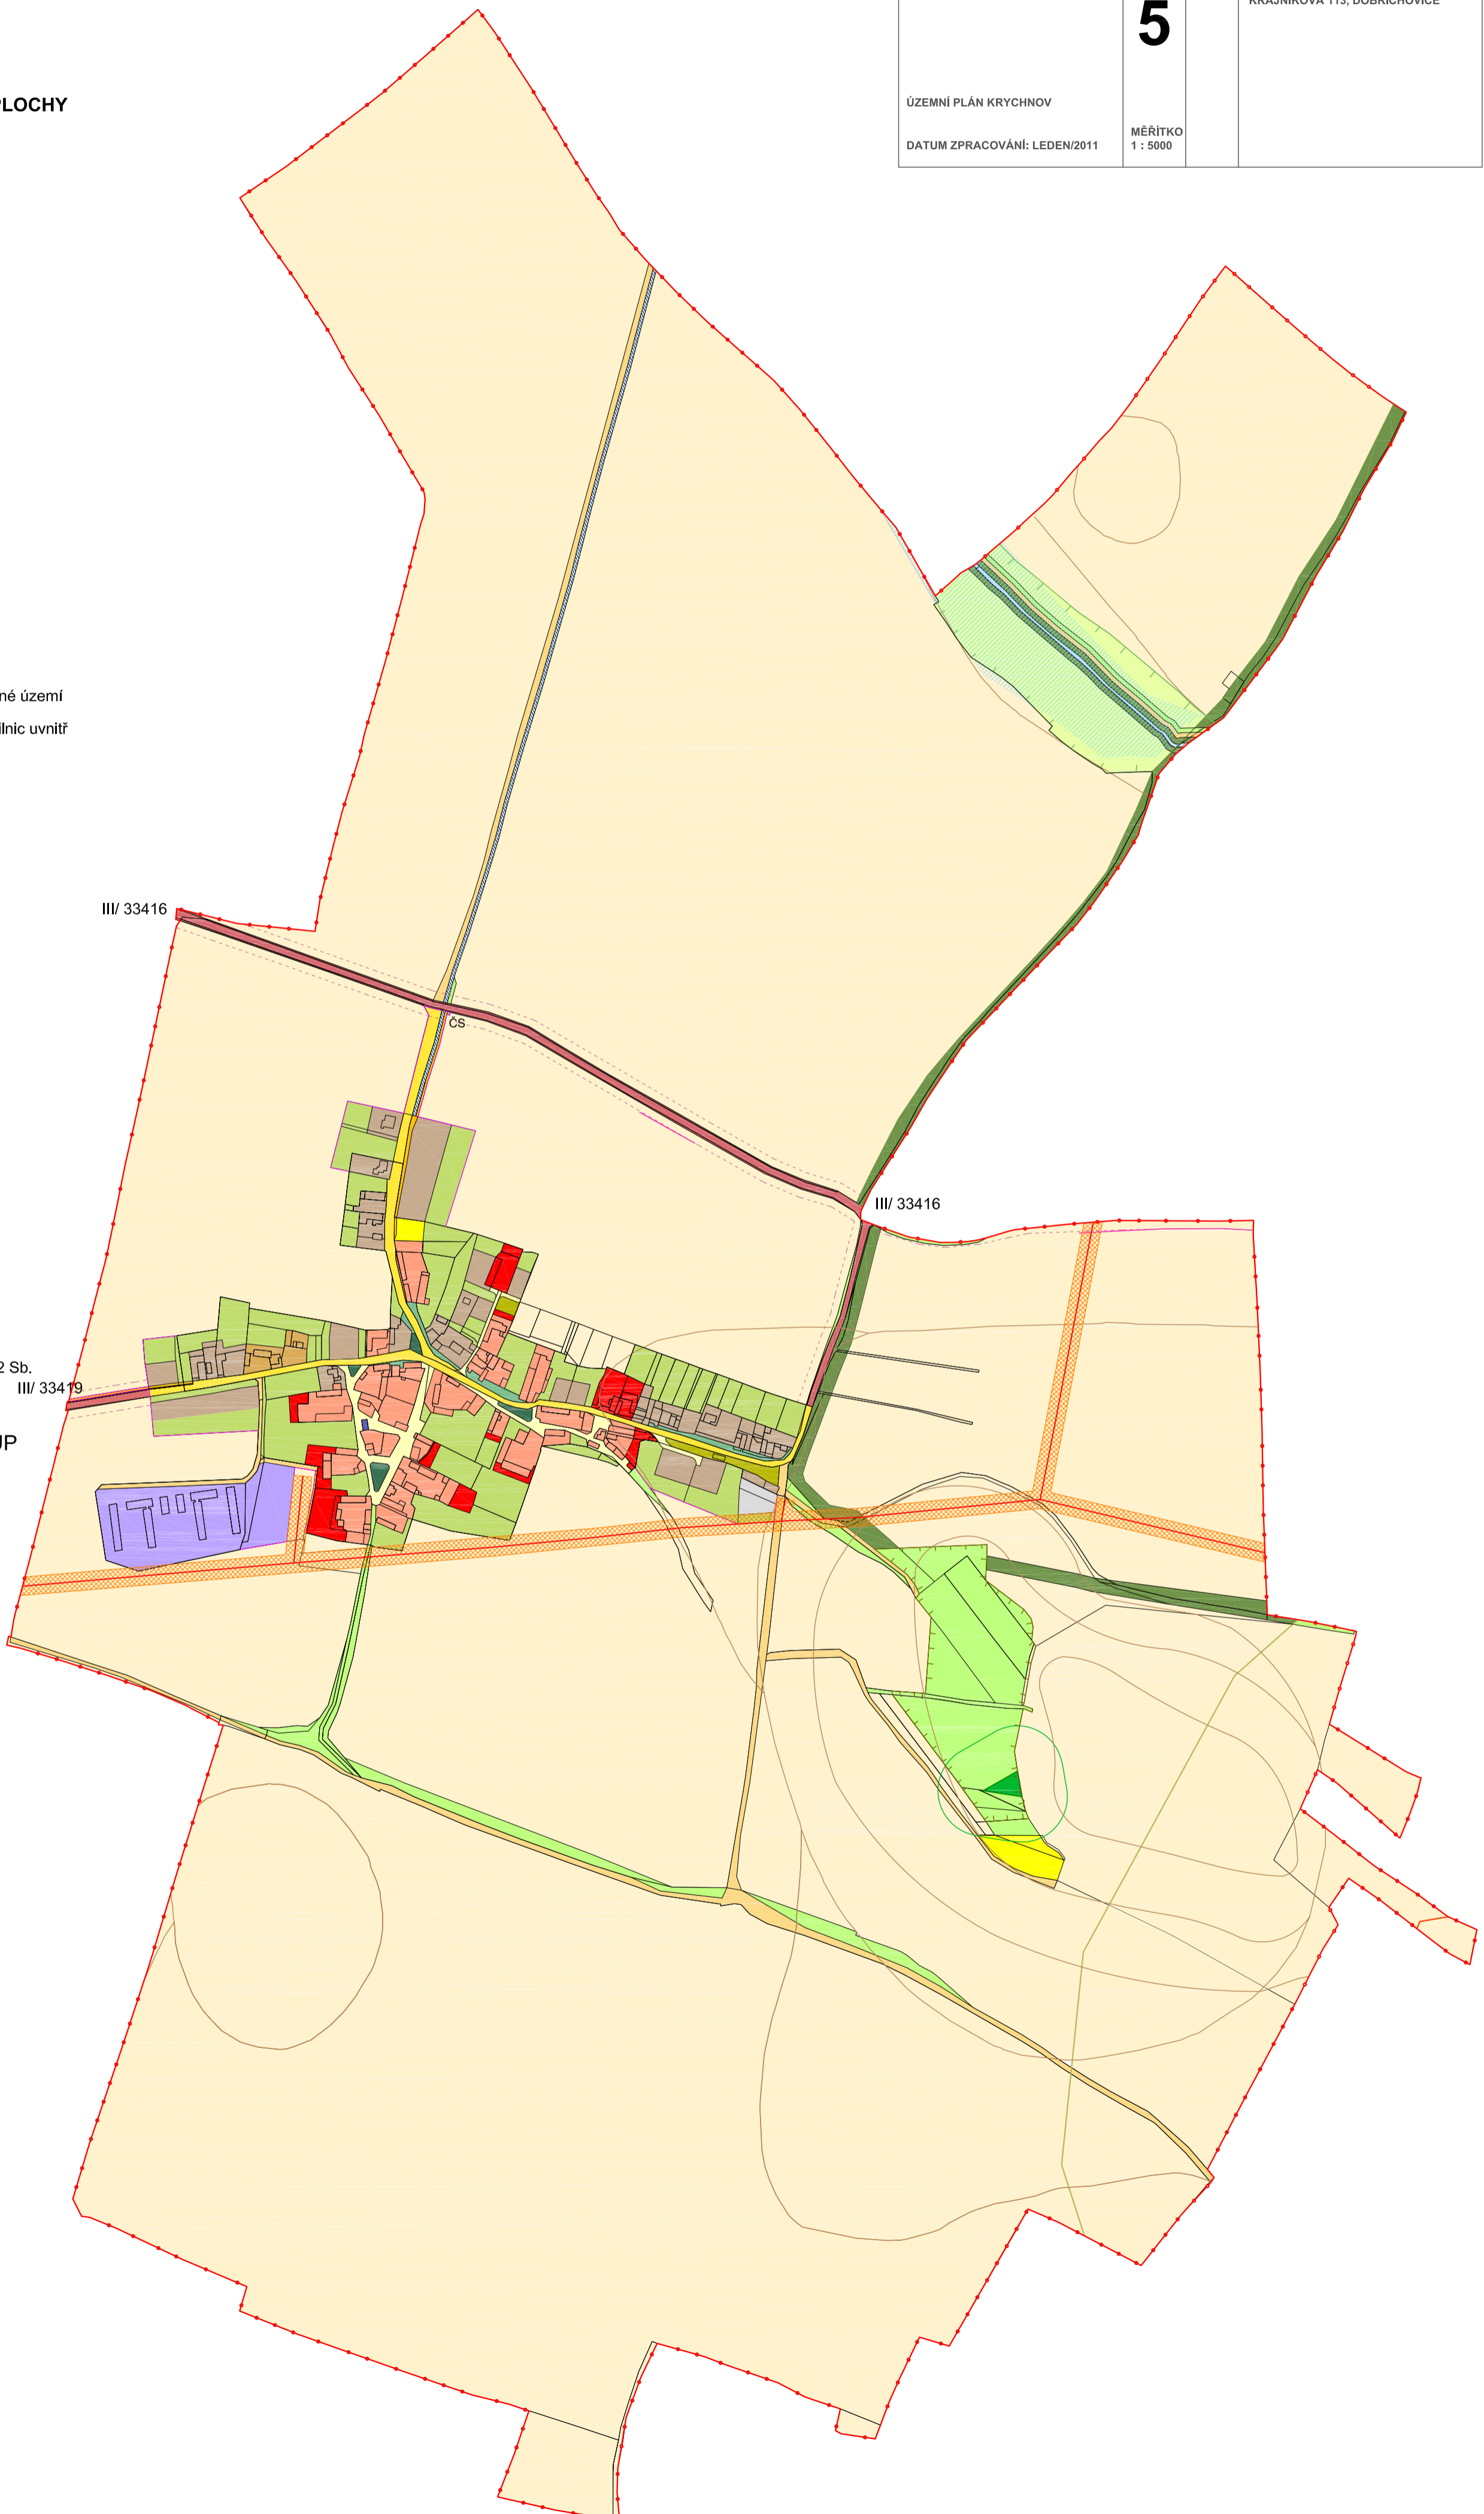 KRAJNÍKOVA 113, DOBŘICHOVICE
5
PLOCHY
ÚZEMNÍ PLÁN KRYCHNOV
MĚŘÍTKO
DATUM ZPRACOVÁNÍ: LEDEN/2011
1 : 5000
né území
ilnic uvnitř
III/ 33416
ČS
III/ 33416
2 Sb.
III/ 33419
ÚP